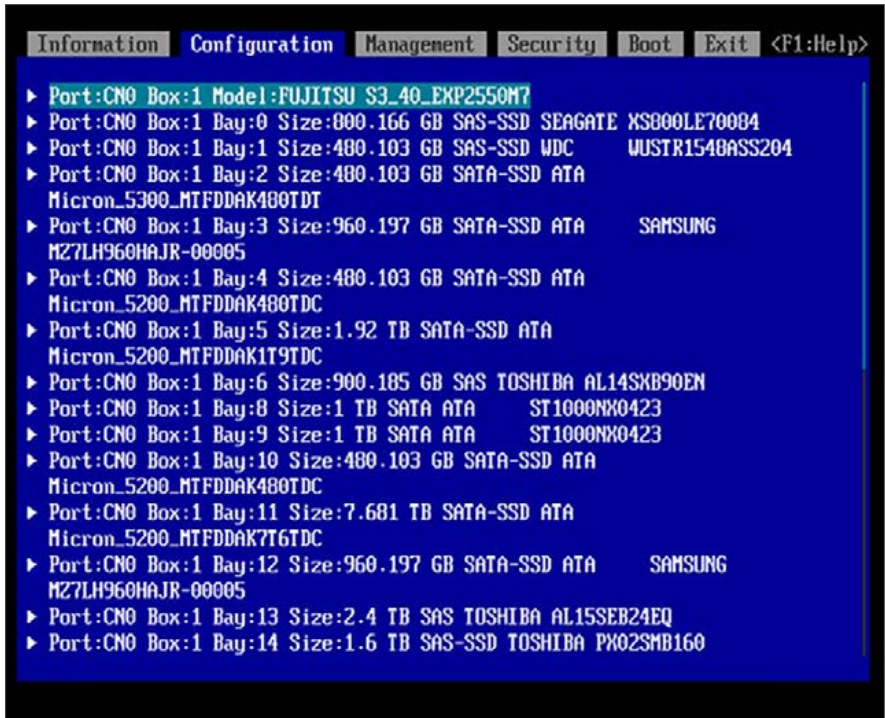 Information Configuration Management Security Boot Exit <F1:Help>
Port:CN0 Box:1 Model:FUJITSU S3_40_EXP2550M7
Port:CN0 Box:1 Bay:0 Size:800.166 GB SAS-SSD SEAGATE XS800LE70084
Port:CN0 Box:1 Bay:1 Size:480.103 GB SAS-SSD WDC WUSTR1548ASS204
Port:CN0 Box:1 Bay:2 Size:480.103 GB SATA-SSD ATA
Micron_5300_MTFDDAK480TDT
Port:CN0 Box:1 Bay:3 Size:960.197 GB SATA-SSD ATA SAMSUNG
MZ7LH960HAJR-00005
Port:CN0 Box:1 Bay:4 Size:480.103 GB SATA-SSD ATA
Micron_5200_MTFDDAK480TDC
Port:CN0 Box:1 Bay:5 Size:1.92 TB SATA-SSD ATA
Micron_5200_MTFDDAK1T9TDC
Port:CN0 Box:1 Bay:6 Size:900.185 GB SAS TOSHIBA AL14SXB90EN
Port:CN0 Box:1 Bay:8 Size:1 TB SATA ATA ST1000NX0423
Port:CN0 Box:1 Bay:9 Size:1 TB SATA ATA ST1000NX0423
Port:CN0 Box:1 Bay:10 Size:480.103 GB SATA-SSD ATA
Micron_5200_MTFDDAK480TDC
Port:CN0 Box:1 Bay:11 Size:7.681 TB SATA-SSD ATA
Micron_5200_MTFDDAK7T6TDC
Port:CN0 Box:1 Bay:12 Size:960.197 GB SATA-SSD ATA SAMSUNG
MZ7LH960HAJR-00005
Port:CN0 Box:1 Bay:13 Size:2.4 TB SAS TOSHIBA AL15SEB24EQ
Port:CN0 Box:1 Bay:14 Size:1.6 TB SAS-SSD TOSHIBA PX02SMB160